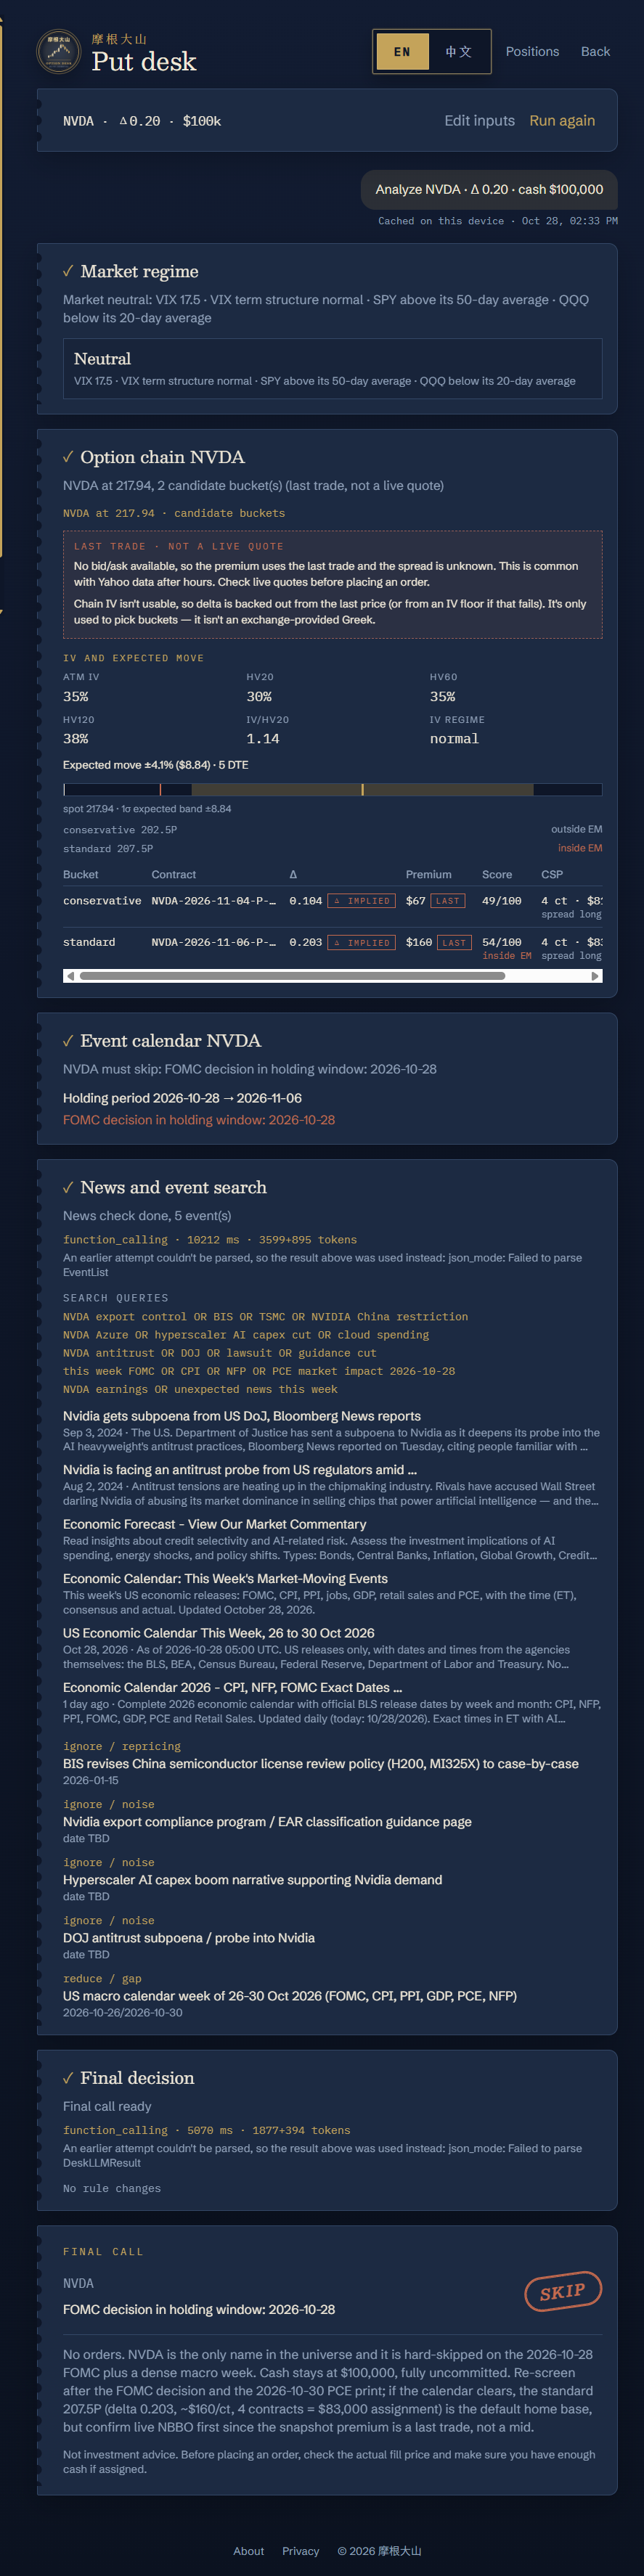 摩根大山
Put desk
EN
中文
Positions
Back
NVDA · Δ0.20 · $100k
Edit inputs
Run again
Analyze NVDA · Δ 0.20 · cash $100,000
Cached on this device · Oct 28, 02:33 PM
✓ Market regime
Market neutral: VIX 17.5 · VIX term structure normal · SPY above its 50-day average · QQQ
below its 20-day average
Neutral
VIX 17.5 · VIX term structure normal · SPY above its 50-day average · QQQ below its 20-day average
✓ Option chain NVDA
NVDA at 217.94, 2 candidate bucket(s) (last trade, not a live quote)
NVDA at 217.94 · candidate buckets
LAST TRADE · NOT A LIVE QUOTE
No bid/ask available, so the premium uses the last trade and the spread is unknown. This is common
with Yahoo data after hours. Check live quotes before placing an order.
Chain IV isn't usable, so delta is backed out from the last price (or from an IV floor if that fails). It's only
used to pick buckets — it isn't an exchange-provided Greek.
IV AND EXPECTED MOVE
ATM IV
HV20
HV60
35%
30%
35%
HV120
IV/HV20
IV REGIME
38%
1.14
normal
Expected move ±4.1% ($8.84) · 5 DTE
spot 217.94 · 1σ expected band ±8.84
conservative 202.5P
outside EM
standard 207.5P
inside EM
Bucket Contract Δ Premium Score CSP
conservative NVDA-2026-11-04-P-… 0.104 Δ IMPLIED $67 LAST 49/100 4 ct · $81
spread long
standard NVDA-2026-11-06-P-… 0.203 Δ IMPLIED $160 LAST 54/100 4 ct · $83
inside EM spread long
✓ Event calendar NVDA
NVDA must skip: FOMC decision in holding window: 2026-10-28
Holding period 2026-10-28 → 2026-11-06
FOMC decision in holding window: 2026-10-28
✓ News and event search
News check done, 5 event(s)
function_calling · 10212 ms · 3599+895 tokens
An earlier attempt couldn't be parsed, so the result above was used instead: json_mode: Failed to parse
EventList
SEARCH QUERIES
NVDA export control OR BIS OR TSMC OR NVIDIA China restriction
NVDA Azure OR hyperscaler AI capex cut OR cloud spending
NVDA antitrust OR DOJ OR lawsuit OR guidance cut
this week FOMC OR CPI OR NFP OR PCE market impact 2026-10-28
NVDA earnings OR unexpected news this week
Nvidia gets subpoena from US DoJ, Bloomberg News reports
Sep 3, 2024 · The U.S. Department of Justice has sent a subpoena to Nvidia as it deepens its probe into the
AI heavyweight's antitrust practices, Bloomberg News reported on Tuesday, citing people familiar with ...
Nvidia is facing an antitrust probe from US regulators amid ...
Aug 2, 2024 · Antitrust tensions are heating up in the chipmaking industry. Rivals have accused Wall Street
darling Nvidia of abusing its market dominance in selling chips that power artificial intelligence — and the…
Economic Forecast - View Our Market Commentary
Read insights about credit selectivity and AI-related risk. Assess the investment implications of AI
spending, energy shocks, and policy shifts. Types: Bonds, Central Banks, Inflation, Global Growth, Credit…
Economic Calendar: This Week's Market-Moving Events
This week's US economic releases: FOMC, CPI, PPI, jobs, GDP, retail sales and PCE, with the time (ET),
consensus and actual. Updated October 28, 2026.
US Economic Calendar This Week, 26 to 30 Oct 2026
Oct 28, 2026 · As of 2026-10-28 05:00 UTC. US releases only, with dates and times from the agencies
themselves: the BLS, BEA, Census Bureau, Federal Reserve, Department of Labor and Treasury. No…
Economic Calendar 2026 - CPI, NFP, FOMC Exact Dates ...
1 day ago · Complete 2026 economic calendar with official BLS release dates by week and month: CPI, NFP,
PPI, FOMC, GDP, PCE and Retail Sales. Updated daily (today: 10/28/2026). Exact times in ET with AI…
ignore / repricing
BIS revises China semiconductor license review policy (H200, MI325X) to case-by-case
2026-01-15
ignore / noise
Nvidia export compliance program / EAR classification guidance page
date TBD
ignore / noise
Hyperscaler AI capex boom narrative supporting Nvidia demand
date TBD
ignore / noise
DOJ antitrust subpoena / probe into Nvidia
date TBD
reduce / gap
US macro calendar week of 26-30 Oct 2026 (FOMC, CPI, PPI, GDP, PCE, NFP)
2026-10-26/2026-10-30
✓ Final decision
Final call ready
function_calling · 5070 ms · 1877+394 tokens
An earlier attempt couldn't be parsed, so the result above was used instead: json_mode: Failed to parse
DeskLLMResult
No rule changes
FINAL CALL
NVDA
SKIP
FOMC decision in holding window: 2026-10-28
No orders. NVDA is the only name in the universe and it is hard-skipped on the 2026-10-28
FOMC plus a dense macro week. Cash stays at $100,000, fully uncommitted. Re-screen
after the FOMC decision and the 2026-10-30 PCE print; if the calendar clears, the standard
207.5P (delta 0.203, ~$160/ct, 4 contracts = $83,000 assignment) is the default home base,
but confirm live NBBO first since the snapshot premium is a last trade, not a mid.
Not investment advice. Before placing an order, check the actual fill price and make sure you have enough
cash if assigned.
About
Privacy
© 2026 摩根大山